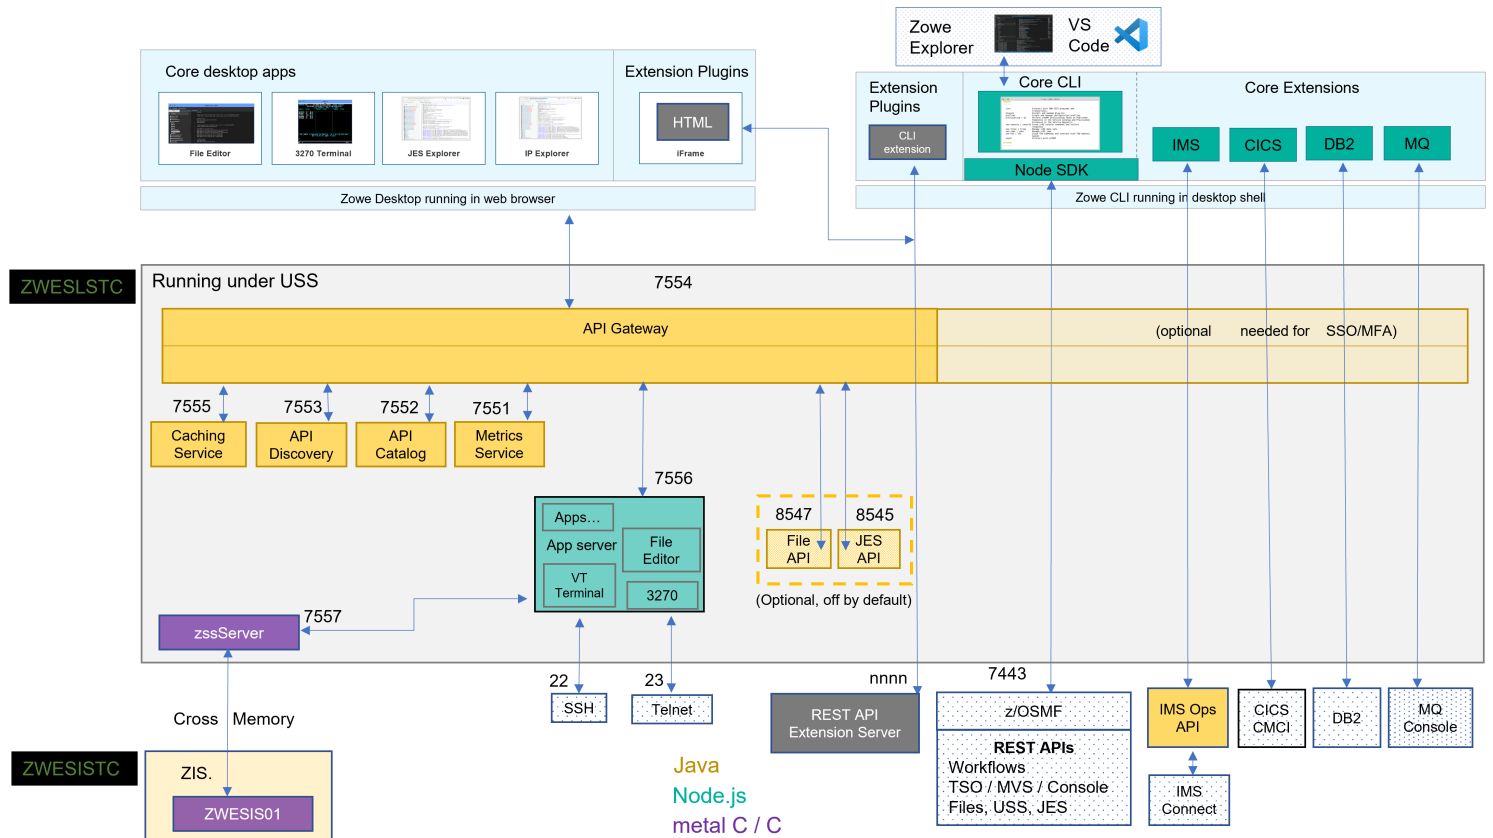 Zowe
Explorer
VS
Code
Core desktop apps
Extension Plugins
File Editor
3270 Terminal
JES Explorer
IP Explorer
HTML
iFrame
Zowe Desktop running in web browser
Extension
Plugins
Core CLI
Core Extensions
CLI
extension
Node SDK
IMS
CICS
DB2
MQ
Zowe CLI running in desktop shell
ZWESLSTC
Running under USS
7554
API Gateway
(optional needed for SSO/MFA)
7555
7553
7552
7551
Caching
Service
API
Discovery
API
Catalog
Metrics
Service
7556
Apps…
App server
File
Editor
VT
Terminal
3270
8547
8545
File
API
JES
API
(Optional, off by default)
7557
zssServer
22
23
nnnn
7443
SSH
Telnet
REST API
Extension Server
z/OSMF
REST APIs
Workflows
TSO / MVS / Console
Files, USS, JES
IMS Ops
API
CICS
CMCI
DB2
MQ
Console
IMS
Connect
Cross Memory
ZWESISTC
ZIS.
ZWESIS01
Java
Node.js
metal C / C